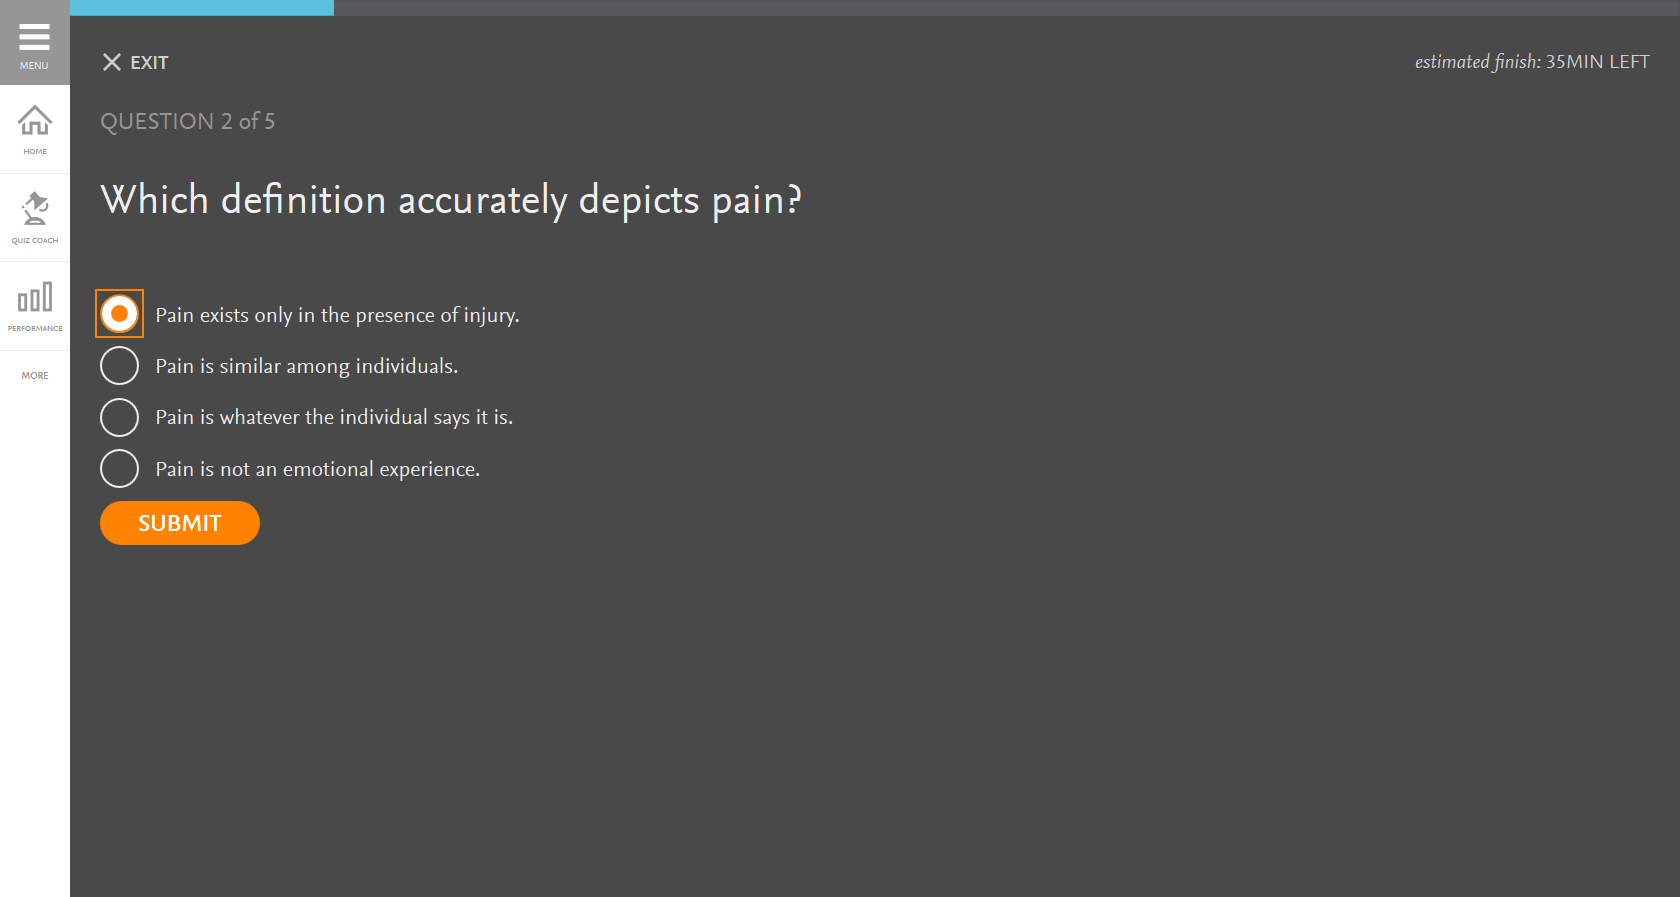 MENU
EXIT
estimated finish: 35MIN LEFT
QUESTION 2 of 5
HOME
Which definition accurately depicts pain?
QUIZ COACH
Pain exists only in the presence of injury.
PERFORMANCE
Pain is similar among individuals.
MORE
Pain is whatever the individual says it is.
Pain is not an emotional experience.
SUBMIT